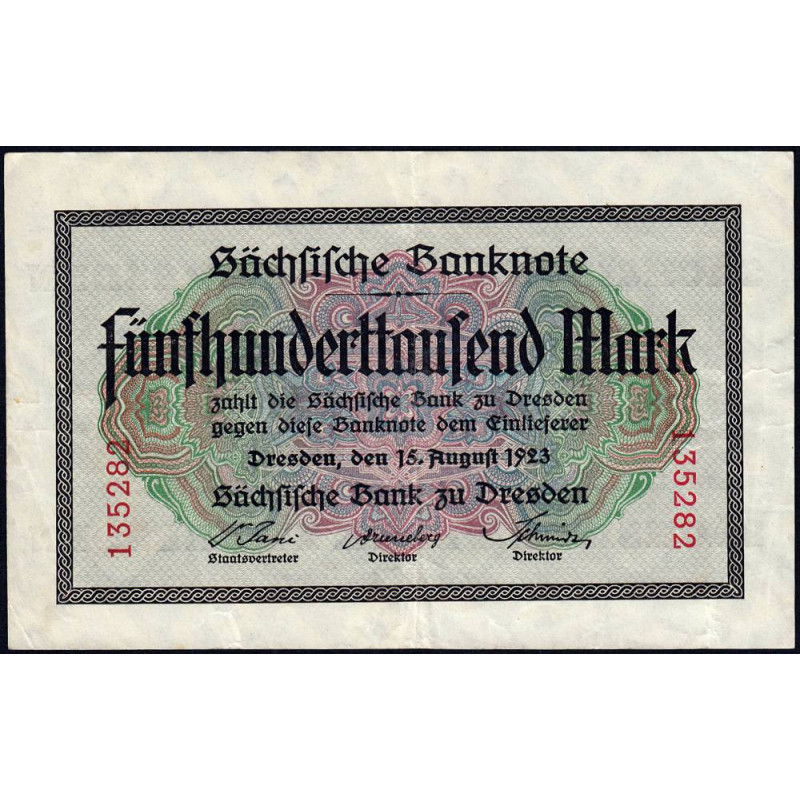 Sächsische Banknote
Fünfhunderttausend Mark
zahlt die Sächsische Bank zu Dresden
gegen diese Banknote dem Einlieferer
Dresden, den 15. August 1923
Sächsische Bank zu Dresden
Staatsvertreter Direktor Direktor
135282
135282